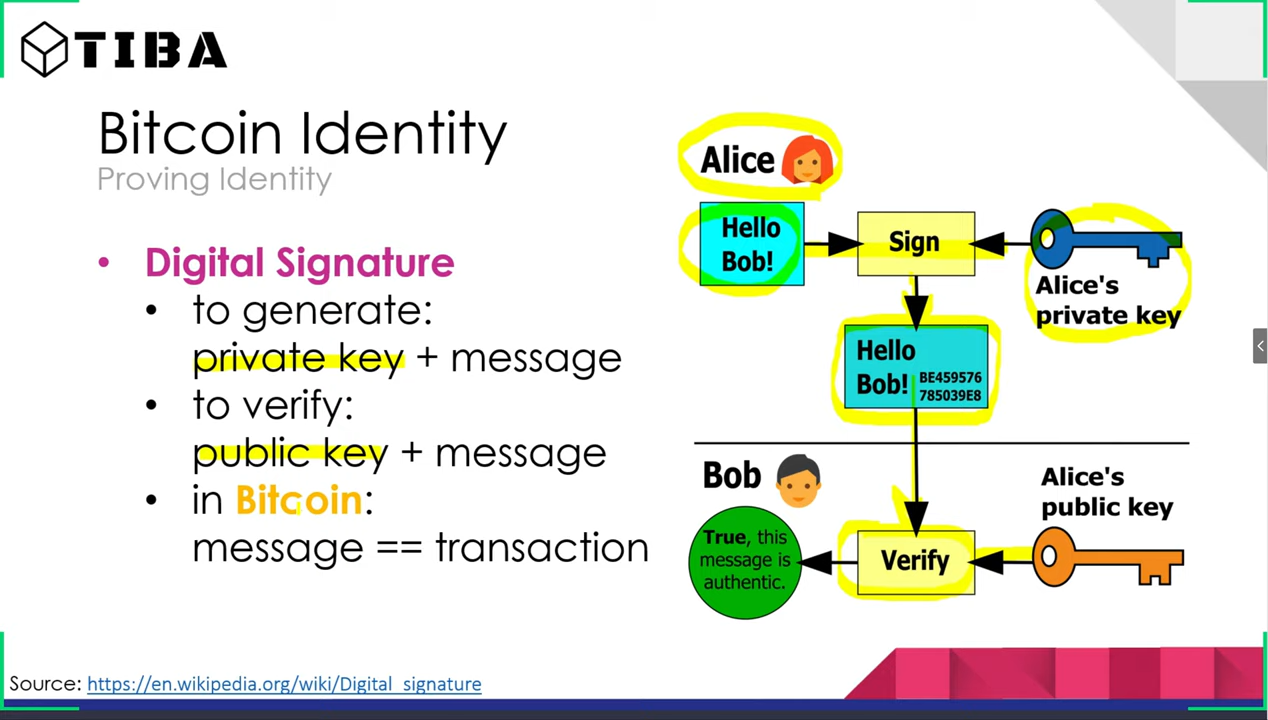 TIBA
Bitcoin Identity
Proving Identity
• Digital Signature
• to generate:
private key + message
• to verify:
public key + message
• in Bitcoin:
message == transaction
Alice
Hello
Bob!
Sign
Alice's
private key
Hello
Bob! BE459576
785039E8
Bob
Alice's
public key
True, this
message is
authentic.
Verify
Source: https://en.wikipedia.org/wiki/Digital_signature